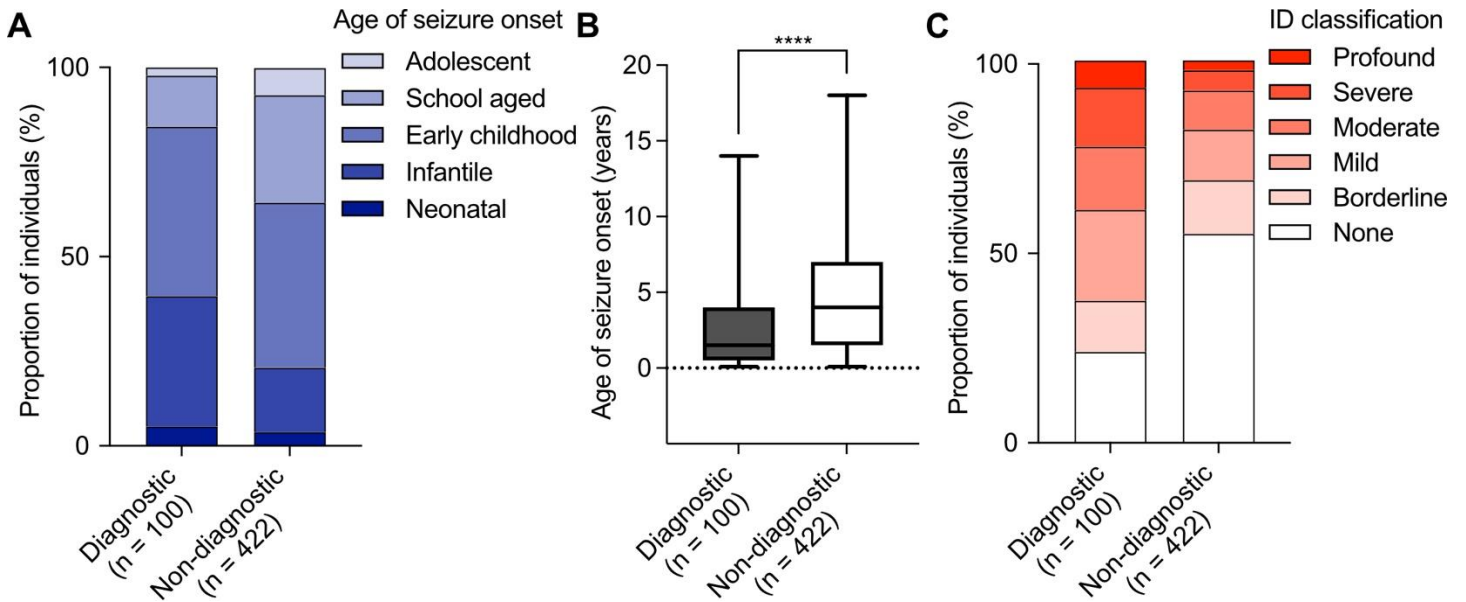 A
Age of seizure onset
Adolescent
School aged
Early childhood
Infantile
Neonatal
Proportion of individuals (%)
100
50
0
Diagnostic
(n = 100)
Non-diagnostic
(n = 422)
B
****
Age of seizure onset (years)
20
15
10
5
0
Diagnostic
(n = 100)
Non-diagnostic
(n = 422)
C
ID classification
Profound
Severe
Moderate
Mild
Borderline
None
Proportion of individuals (%)
100
50
0
Diagnostic
(n = 100)
Non-diagnostic
(n = 422)